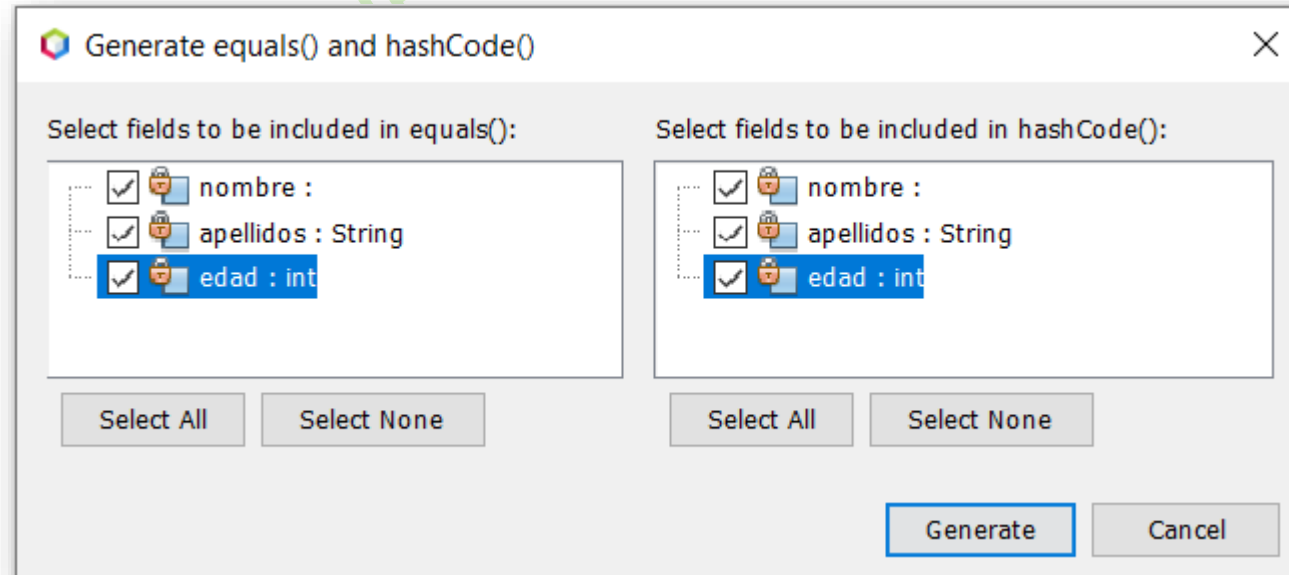 Generate equals() and hashCode()
Select fields to be included in equals():
nombre :
apellidos : String
edad : int
Select All
Select None
Select fields to be included in hashCode():
nombre :
apellidos : String
edad : int
Select All
Select None
Generate
Cancel